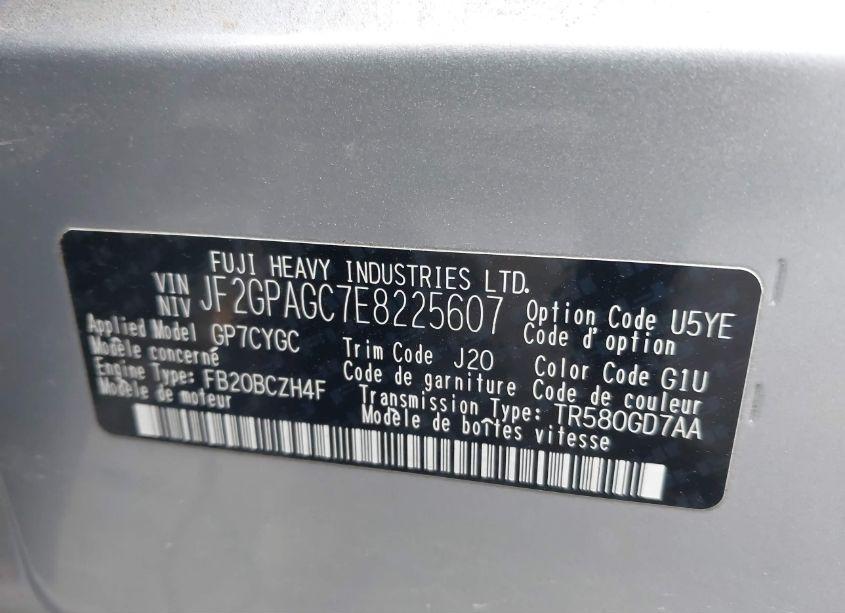 FUJI HEAVY INDUSTRIES LTD.
VIN
NIV JF2GPAGC7E8225607
Option Code U5YE
Code d'option
Applied Model GP7CYGC
Modèle concerné
Trim Code J20
Code de garniture
Color Code G1U
Code de couleur
Engine Type: FB20BCZH4F
Modèle de moteur
Transmission Type: TR580GD7AA
Modèle de boîtes vitesse